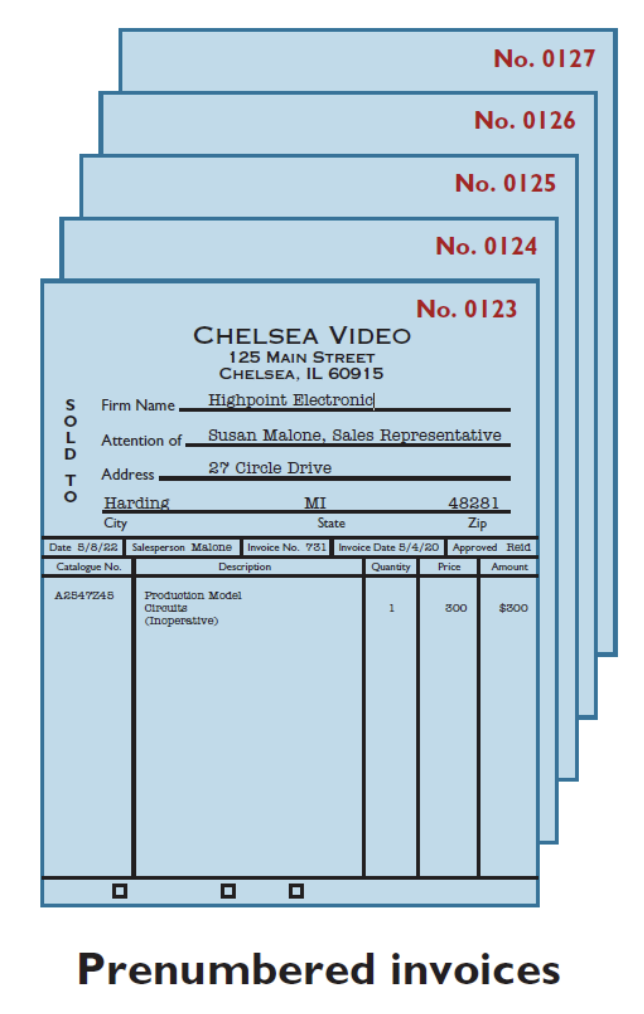 No. 0127
No. 0126
No. 0125
No. 0124
No. 0123
CHELSEA VIDEO
125 MAIN STREET
CHELSEA, IL 60915
SOLD TO
Firm Name Highpoint Electronic
Attention of Susan Malone, Sales Representative
Address 27 Circle Drive
Harding MI 48281
City State Zip
Date 5/8/22 Salesperson Malone Invoice No. 731 Invoice Date 5/4/20 Approved Reid
Catalogue No. Description Quantity Price Amount
A2547Z45 Production Model
Circuits 1 300 $300
(Inoperative)
Prenumbered invoices